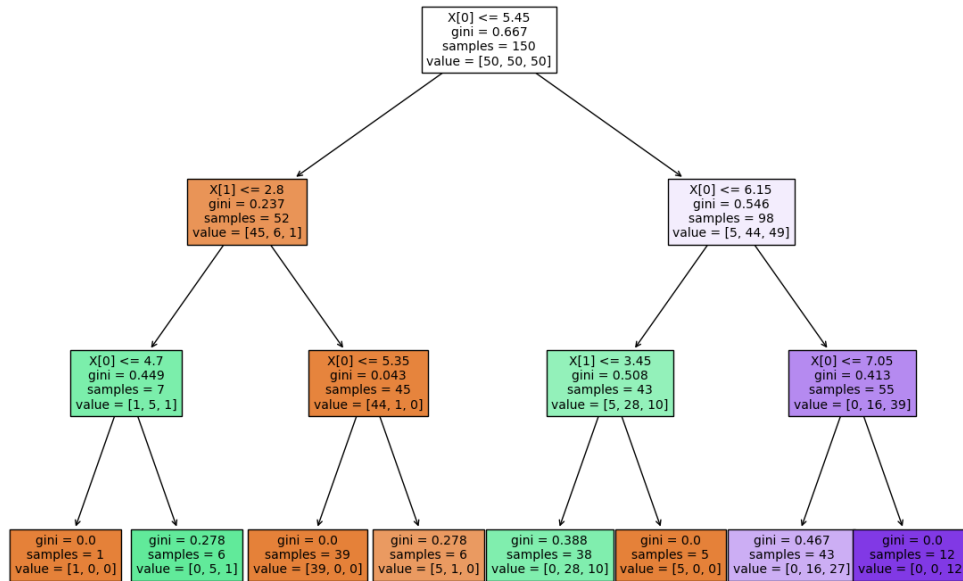 X[0] <= 5.45
gini = 0.667
samples = 150
value = [50, 50, 50]
X[1] <= 2.8
gini = 0.237
samples = 52
value = [45, 6, 1]
X[0] <= 6.15
gini = 0.546
samples = 98
value = [5, 44, 49]
X[0] <= 4.7
gini = 0.449
samples = 7
value = [1, 5, 1]
X[0] <= 5.35
gini = 0.043
samples = 45
value = [44, 1, 0]
X[1] <= 3.45
gini = 0.508
samples = 43
value = [5, 28, 10]
X[0] <= 7.05
gini = 0.413
samples = 55
value = [0, 16, 39]
gini = 0.0
samples = 1
value = [1, 0, 0]
gini = 0.278
samples = 6
value = [0, 5, 1]
gini = 0.0
samples = 39
value = [39, 0, 0]
gini = 0.278
samples = 6
value = [5, 1, 0]
gini = 0.388
samples = 38
value = [0, 28, 10]
gini = 0.0
samples = 5
value = [5, 0, 0]
gini = 0.467
samples = 43
value = [0, 16, 27]
gini = 0.0
samples = 12
value = [0, 0, 12]